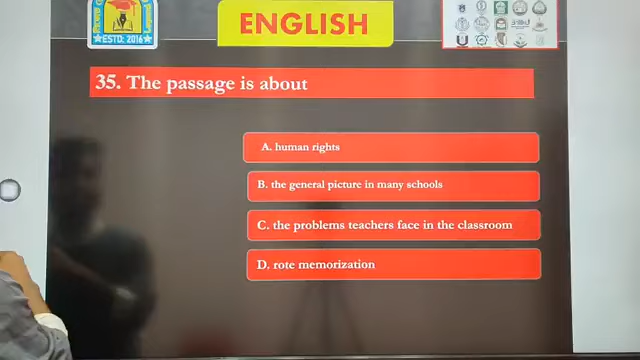 ESTD: 2016
ENGLISH
35. The passage is about
A. human rights
B. the general picture in many schools
C. the problems teachers face in the classroom
D. rote memorization